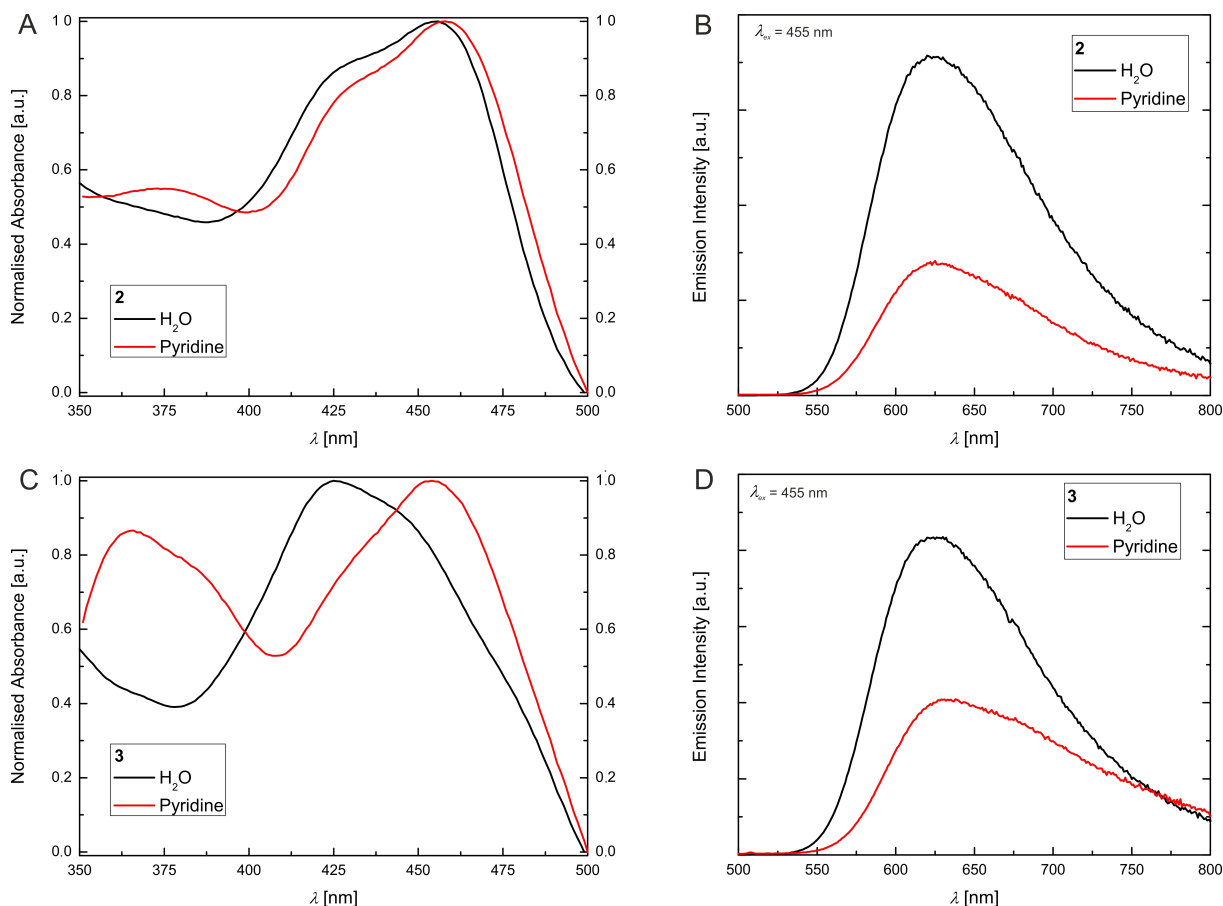 A
Normalised Absorbance [a.u.]
1.0 1.0
0.8 0.8
0.6 0.6
0.4 0.4
0.2 0.2
0.0 0.0
2
H₂O
Pyridine
350 400 425 450 475 500
λ [nm]
B
λex = 455 nm
Emission Intensity [a.u.]
2
H₂O
Pyridine
500 550 600 650 700 750 800
λ [nm]
C
Normalised Absorbance [a.u.]
1.0 1.0
0.8 0.8
0.6 0.6
0.4 0.4
0.2 0.2
0.0 0.0
3
H₂O
Pyridine
350 400 425 450 475 500
λ [nm]
D
λex = 455 nm
Emission Intensity [a.u.]
3
H₂O
Pyridine
500 550 600 650 700 750 800
λ [nm]